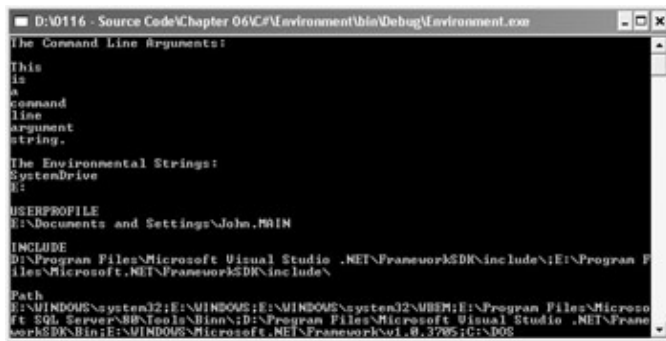 D:\0116 - Source Code\Chapter 06\C#\Environment\bin\Debug\Environment.exe
The Command Line Arguments:
This
is
a
command
line
argument
string.
The Environmental Strings:
SystemDrive
E:
USERPROFILE
E:\Documents and Settings\John.MAIN
INCLUDE
D:\Program Files\Microsoft Visual Studio .NET\FrameworkSDK\include\;E:\Program F
iles\Microsoft.NET\FrameworkSDK\include\
Path
E:\WINDOWS\system32;E:\WINDOWS;E:\WINDOWS\system32\WBEM;E:\Program Files\Microso
ft SQL Server\80\Tools\Binn\;D:\Program Files\Microsoft Visual Studio .NET\Frame
workSDK\Bin;E:\WINDOWS\Microsoft.NET\Framework\v1.0.3705;C:\DOS